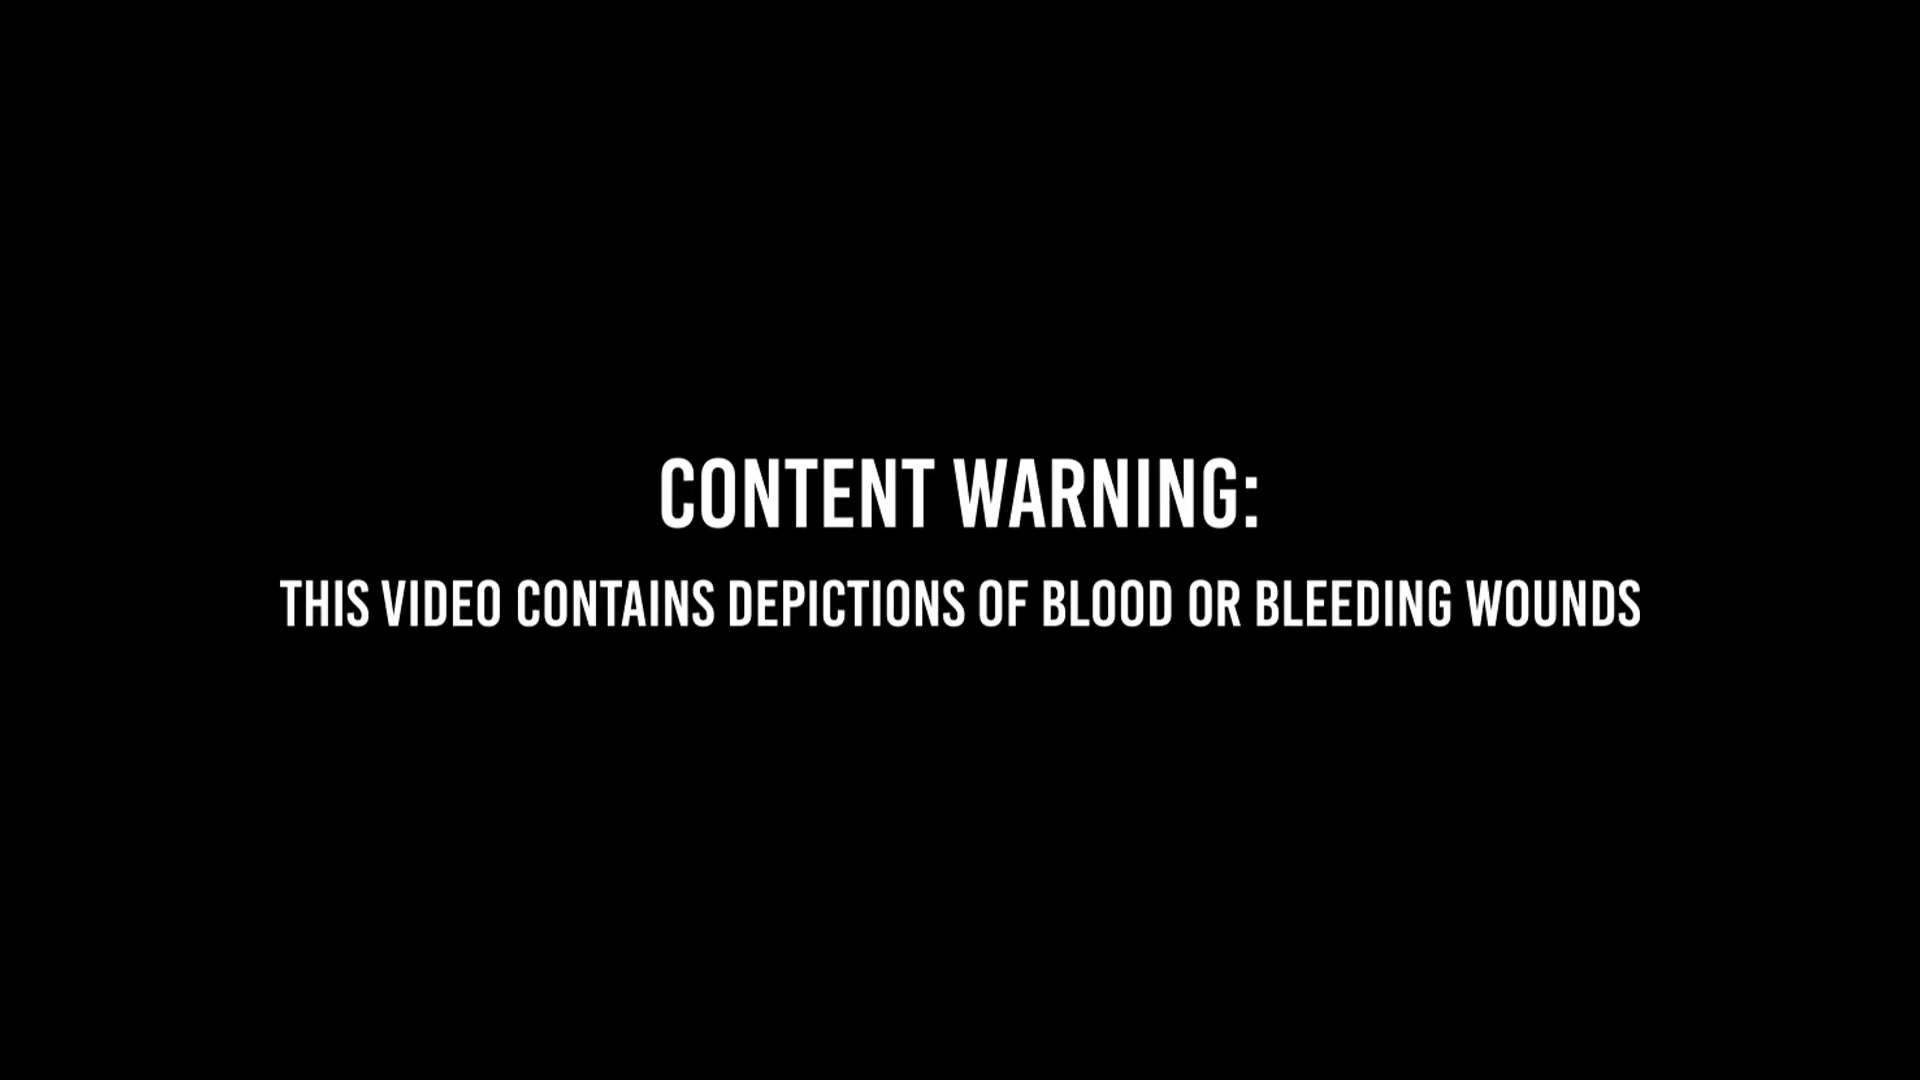 CONTENT WARNING:
THIS VIDEO CONTAINS DEPICTIONS OF BLOOD OR BLEEDING WOUNDS